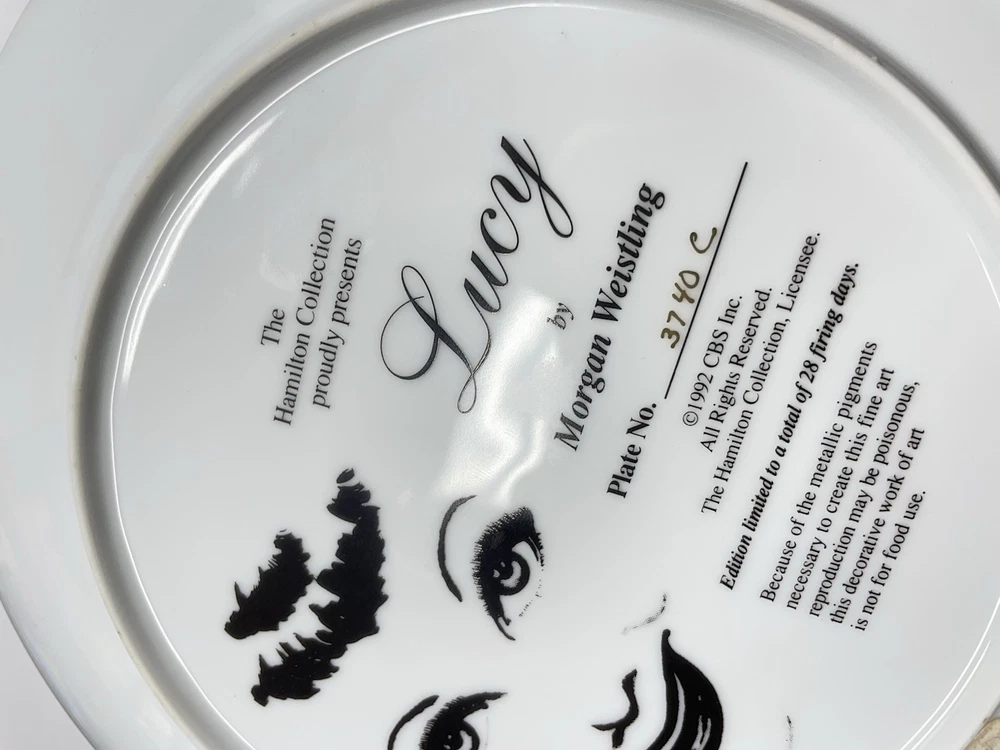 The
Hamilton Collection
proudly presents
Lucy
by
Morgan Weistling
Plate No. 3740 C
©1992 CBS Inc.
All Rights Reserved.
The Hamilton Collection, Licensee.
Edition limited to a total of 28 firing days.
Because of the metallic pigments
necessary to create this fine art
reproduction may be poisonous,
this decorative work of art
is not for food use.